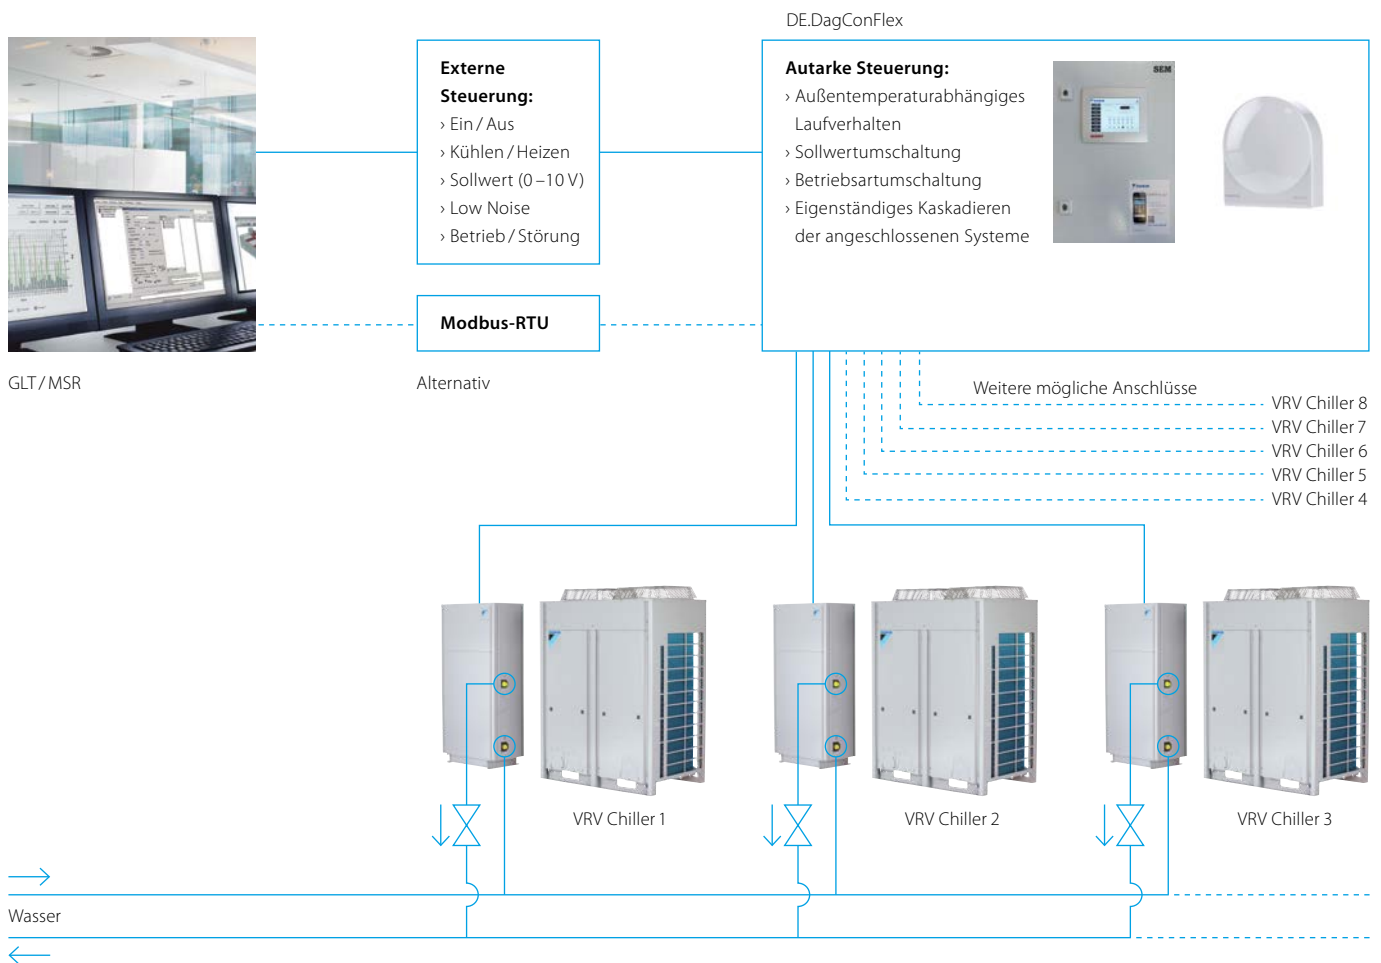 DE.DagConFlex
Externe
Steuerung:
› Ein / Aus
› Kühlen / Heizen
› Sollwert (0 – 10 V)
› Low Noise
› Betrieb / Störung
Autarke Steuerung:
› Außentemperaturabhängiges
Laufverhalten
› Sollwertumschaltung
› Betriebsartumschaltung
› Eigenständiges Kaskadieren
der angeschlossenen Systeme
SEM
Modbus-RTU
GLT / MSR
Alternativ
Weitere mögliche Anschlüsse
VRV Chiller 8
VRV Chiller 7
VRV Chiller 6
VRV Chiller 5
VRV Chiller 4
VRV Chiller 1
VRV Chiller 2
VRV Chiller 3
Wasser